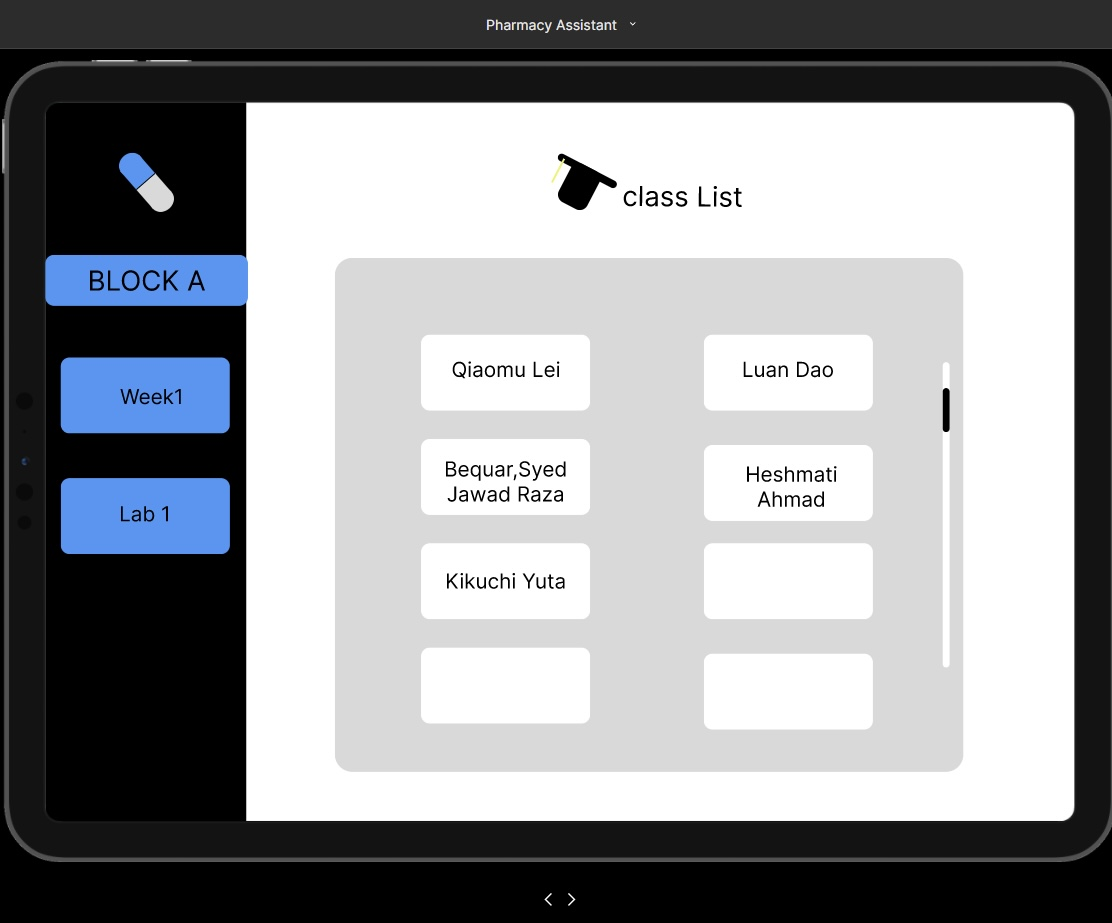 Pharmacy Assistant
class List
BLOCK A
Week1
Lab 1
Qiaomu Lei
Luan Dao
Bequar,Syed
Jawad Raza
Heshmati
Ahmad
Kikuchi Yuta